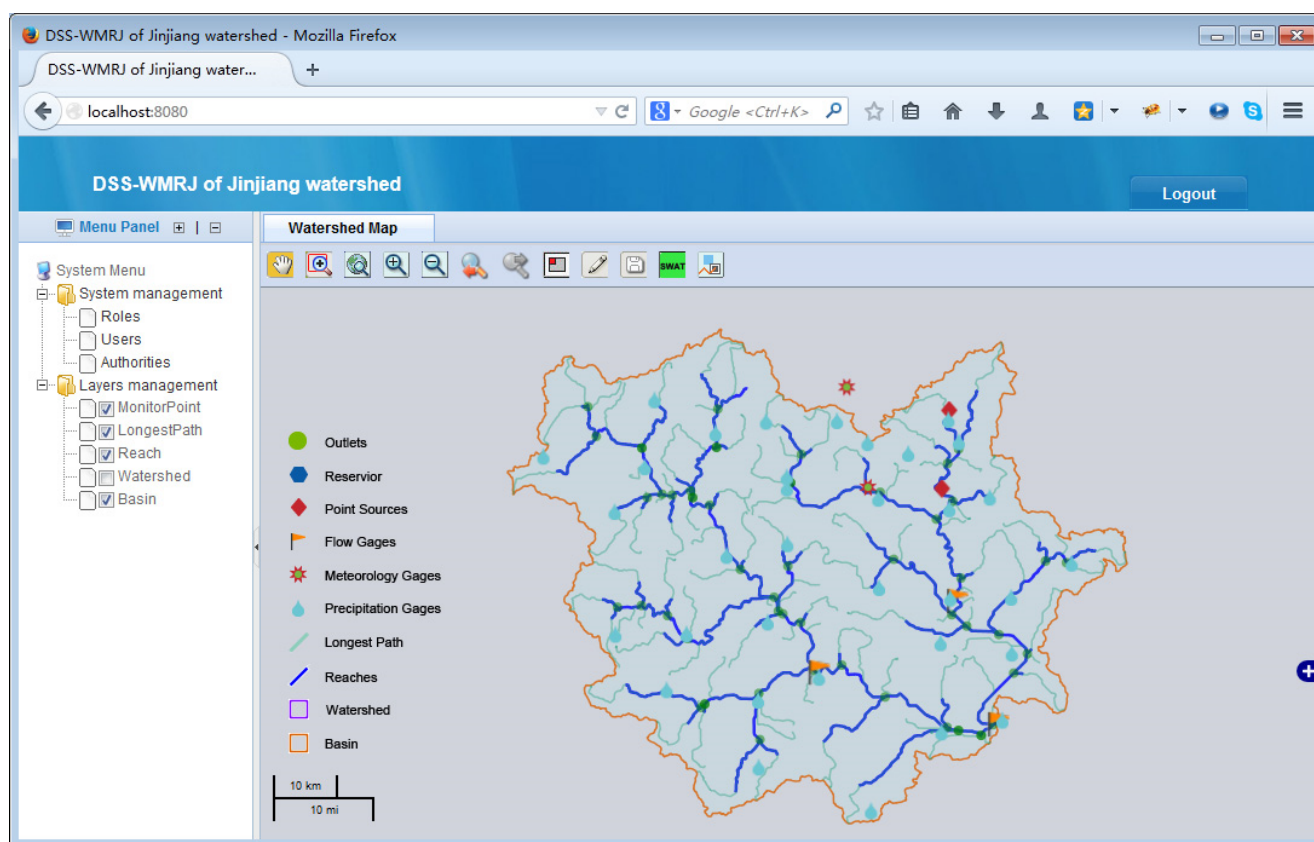 DSS-WMRJ of Jinjiang watershed - Mozilla Firefox
DSS-WMRJ of Jinjiang water... +
localhost:8080
8 Google <Ctrl+K>
DSS-WMRJ of Jinjiang watershed
Logout
Menu Panel
Watershed Map
SWAT
System Menu
System management
Roles
Users
Authorities
Layers management
MonitorPoint
LongestPath
Reach
Watershed
Basin
Outlets
Reservior
Point Sources
Flow Gages
Meteorology Gages
Precipitation Gages
Longest Path
Reaches
Watershed
Basin
10 km
10 mi